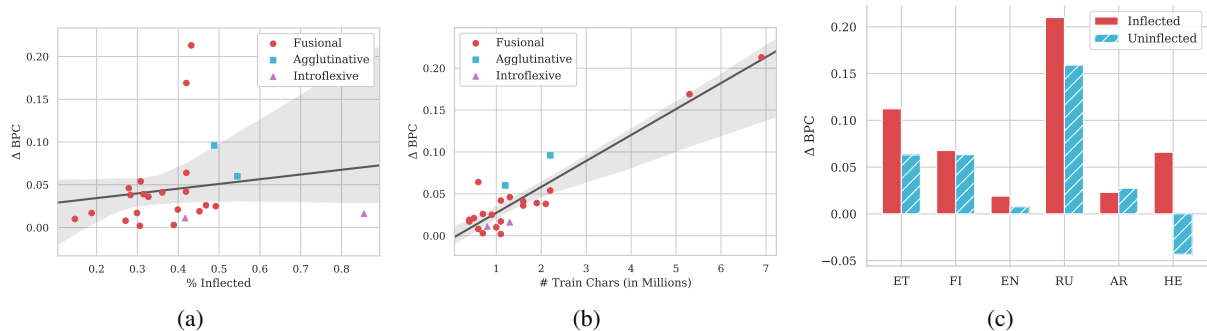 Δ BPC
0.20
0.15
0.10
0.05
0.00
0.2 0.3 0.4 0.5 0.6 0.7 0.8
% Inflected
Fusional
Agglutinative
Introflexive
(a)
Δ BPC
0.20
0.15
0.10
0.05
0.00
1 2 3 4 5 6 7
# Train Chars (in Millions)
Fusional
Agglutinative
Introflexive
(b)
Δ BPC
0.20
0.15
0.10
0.05
0.00
−0.05
ET FI EN RU AR HE
Inflected
Uninflected
(c)